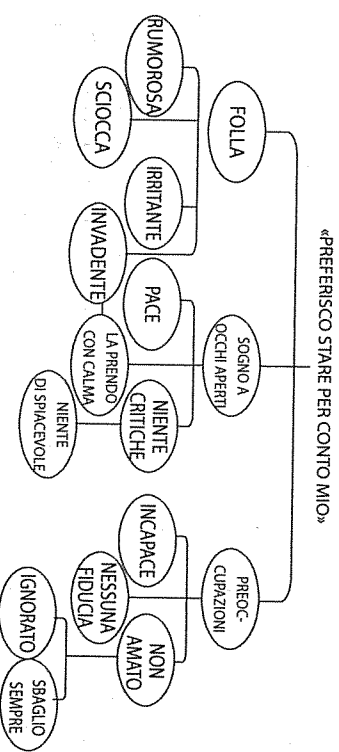 «PREFERISCO STARE PER CONTO MIO»
FOLLA
RUMOROSA
SCIOCCA
IRRITANTE
INVADENTE
SOGNO A
OCCHI APERTI
PACE
LA PRENDO
CON CALMA
NIENTE
CRITICHE
NIENTE
DI SPIACEVOLE
PREOC-
CUPAZIONI
INCAPACE
NESSUNA
FIDUCIA
NON
AMATO
IGNORATO
SBAGLIO
SEMPRE